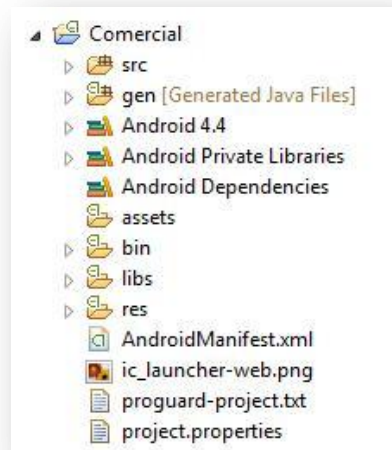 Comercial
src
gen [Generated Java Files]
Android 4.4
Android Private Libraries
Android Dependencies
assets
bin
libs
res
AndroidManifest.xml
ic_launcher-web.png
proguard-project.txt
project.properties